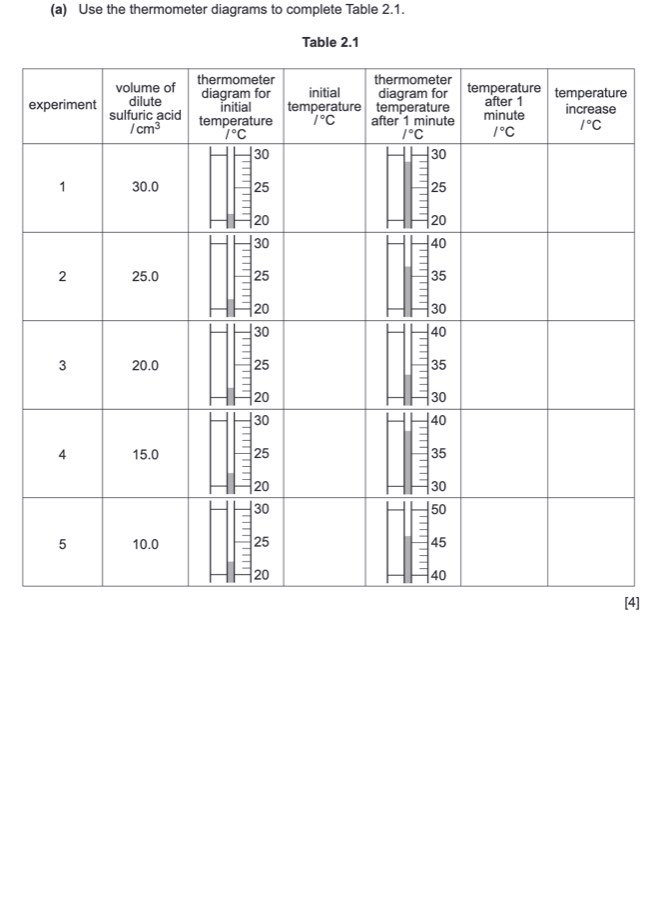 (a) Use the thermometer diagrams to complete Table 2.1.
Table 2.1
experiment
volume of
dilute
sulfuric acid
/ cm³
thermometer
diagram for
initial
temperature
/ °C
initial
temperature
/ °C
thermometer
diagram for
temperature
after 1 minute
/ °C
temperature
after 1
minute
/ °C
temperature
increase
/ °C
1
30.0
30
25
20
30
25
20
2
25.0
30
25
20
40
35
30
3
20.0
30
25
20
40
35
30
4
15.0
30
25
20
40
35
30
5
10.0
30
25
20
50
45
40
[4]